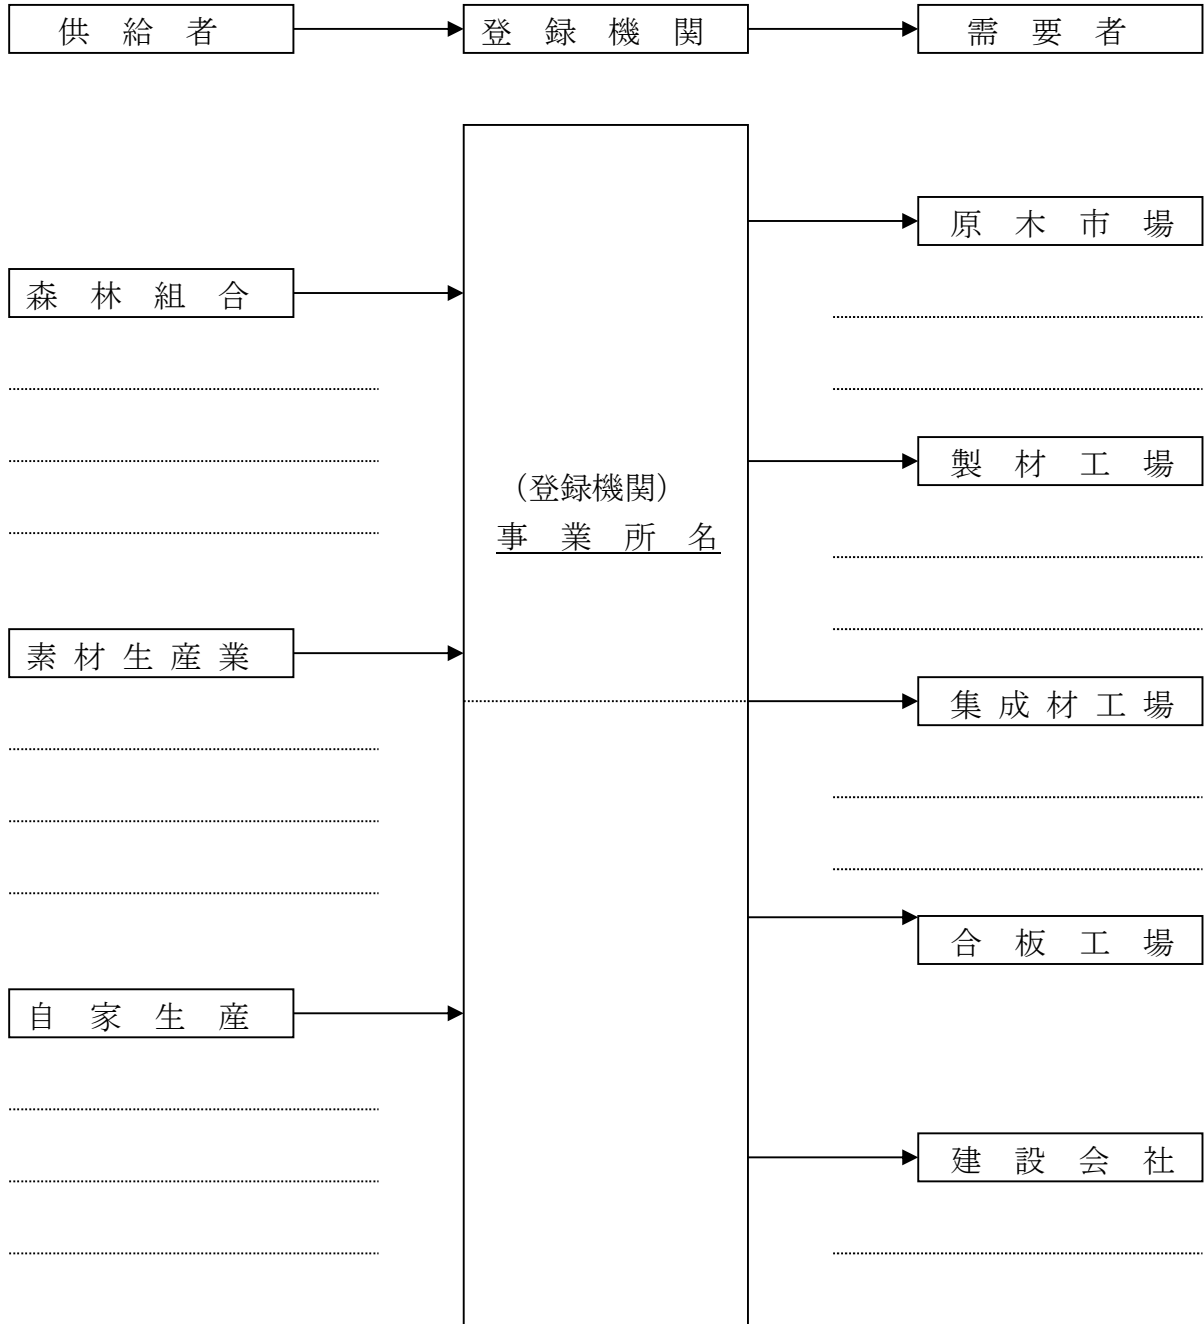 供給者
登録機関
需要者
原木市場
森林組合
製材工場
（登録機関）
事業所名
素材生産業
集成材工場
合板工場
自家生産
建設会社